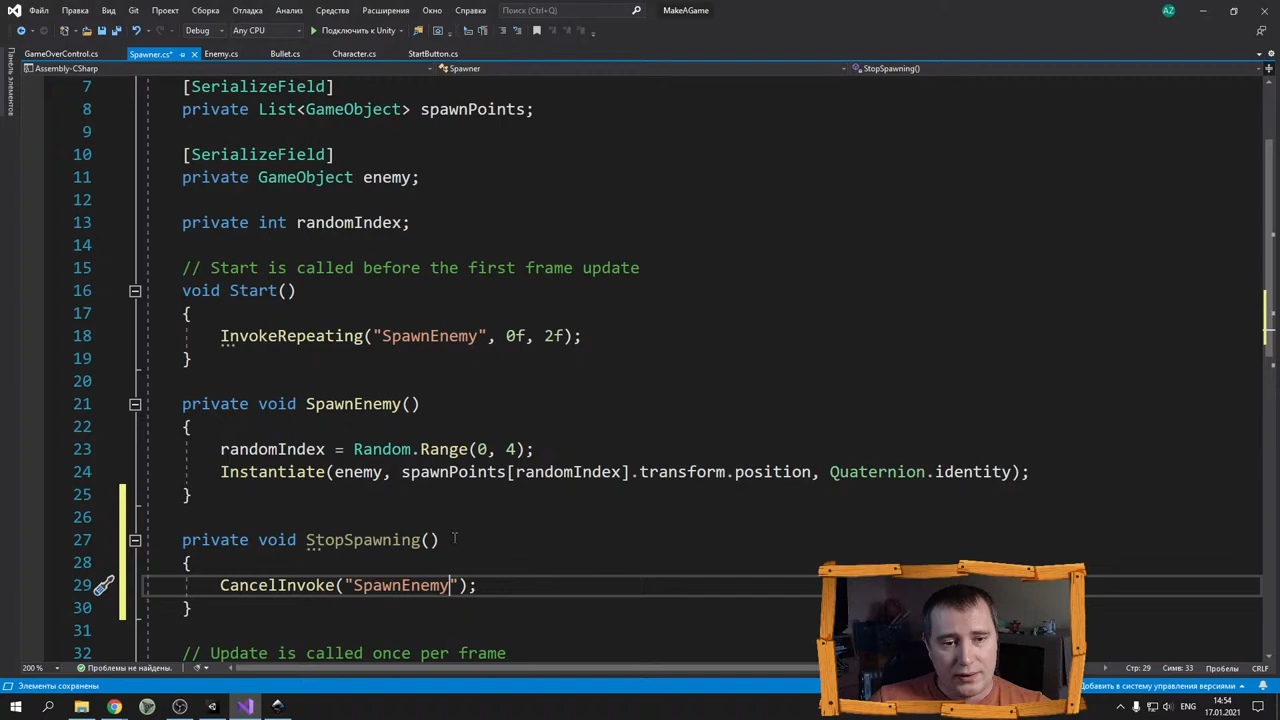 Файл Правка Вид Git Проект Сборка Отладка Анализ Средства Расширения Окно Справка Поиск (Ctrl+Q) MakeAGame AZ
Debug Any CPU Подключить к Unity
GameOverControl.cs Spawner.cs* Enemy.cs Bullet.cs Character.cs StartButton.cs
Панель элементов
Assembly-CSharp Spawner StopSpawning()
7 [SerializeField]
8 private List<GameObject> spawnPoints;
9
10 [SerializeField]
11 private GameObject enemy;
12
13 private int randomIndex;
14
15 // Start is called before the first frame update
16 void Start()
17 {
18 InvokeRepeating("SpawnEnemy", 0f, 2f);
19 }
20
21 private void SpawnEnemy()
22 {
23 randomIndex = Random.Range(0, 4);
24 Instantiate(enemy, spawnPoints[randomIndex].transform.position, Quaternion.identity);
25 }
26
27 private void StopSpawning()
28 {
29 CancelInvoke("SpawnEnemy");
30 }
31
32 // Update is called once per frame
200 % Проблемы не найдены. Стр: 29 Симв: 33 Пробелы CRLF
Элементы сохранены Добавить в систему управления версиями
ENG 14:54
17.01.2021